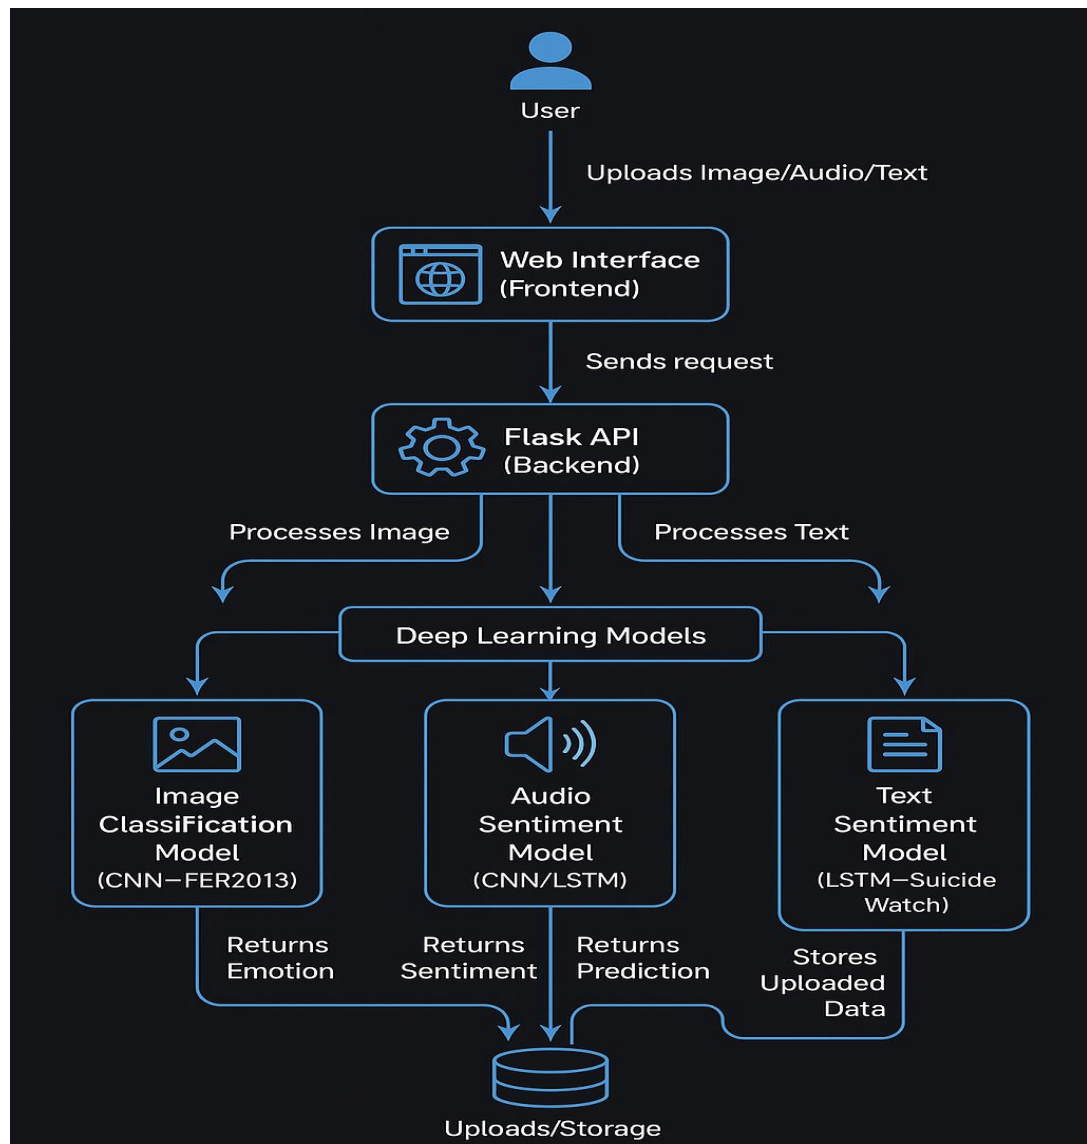 User
Uploads Image/Audio/Text
Web Interface
(Frontend)
Sends request
Flask API
(Backend)
Processes Image
Processes Text
Deep Learning Models
Image
ClassiFication
Model
(CNN–FER2013)
Audio
Sentiment
Model
(CNN/LSTM)
Text
Sentiment
Model
(LSTM–Suicide
Watch)
Returns
Emotion
Returns
Sentiment
Returns
Prediction
Stores
Uploaded
Data
Uploads/Storage